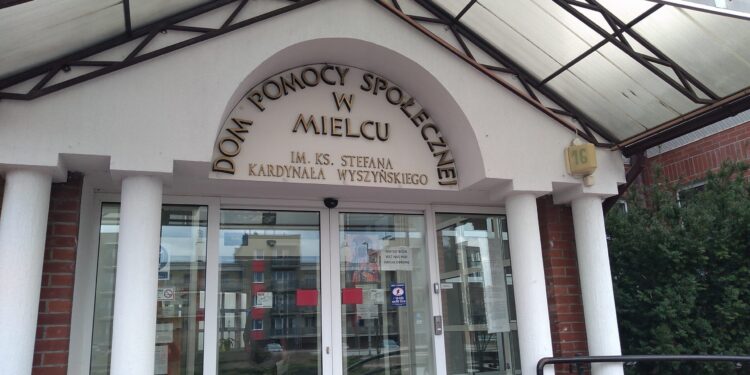 DOM POMOCY SPOŁECZNEJ
W
MIELCU
IM. KS. STEFANA
KARDYNAŁA WYSZYŃSKIEGO
16